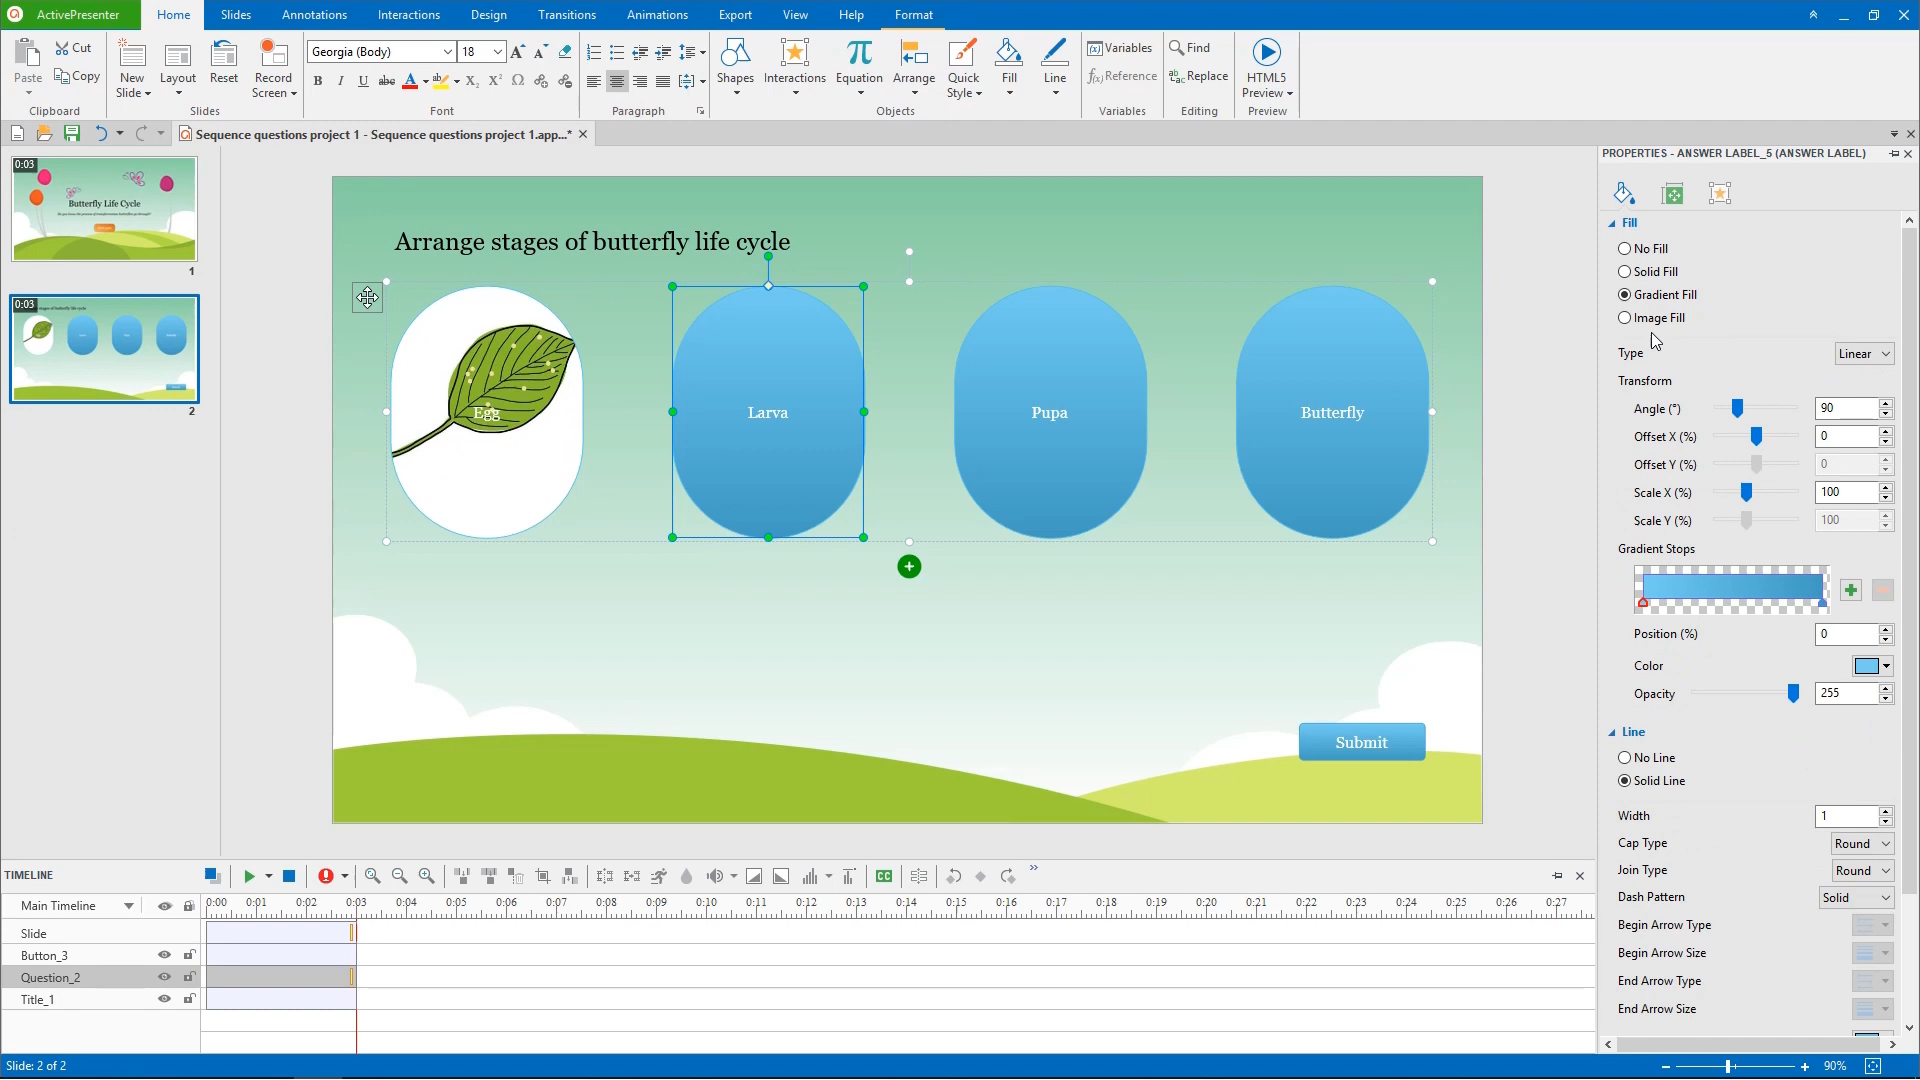 ActivePresenter Home Slides Annotations Interactions Design Transitions Animations Export View Help Format
Paste Cut Copy Clipboard
New Slide Layout Reset Record Screen Slides
Georgia (Body) 18
Font
Paragraph
Shapes Interactions Equation Arrange Quick Style Fill Line Objects
Variables Reference Variables
Find Replace Editing
HTML5 Preview Preview
Sequence questions project 1 - Sequence questions project 1.app...*
PROPERTIES - ANSWER LABEL_5 (ANSWER LABEL)
0:03
Butterfly Life Cycle
1
0:03
2
Arrange stages of butterfly life cycle
Egg
Larva
Pupa
Butterfly
Submit
Fill
No Fill
Solid Fill
Gradient Fill
Image Fill
Type Linear
Transform
Angle (°) 90
Offset X (%) 0
Offset Y (%) 0
Scale X (%) 100
Scale Y (%) 100
Gradient Stops
Position (%) 0
Color
Opacity 255
Line
No Line
Solid Line
Width 1
Cap Type Round
Join Type Round
Dash Pattern Solid
Begin Arrow Type
Begin Arrow Size
End Arrow Type
End Arrow Size
TIMELINE
CC
Main Timeline 0:00 0:01 0:02 0:03 0:04 0:05 0:06 0:07 0:08 0:09 0:10 0:11 0:12 0:13 0:14 0:15 0:16 0:17 0:18 0:19 0:20 0:21 0:22 0:23 0:24 0:25 0:26 0:27
Slide
Button_3
Question_2
Title_1
Slide: 2 of 2
90%